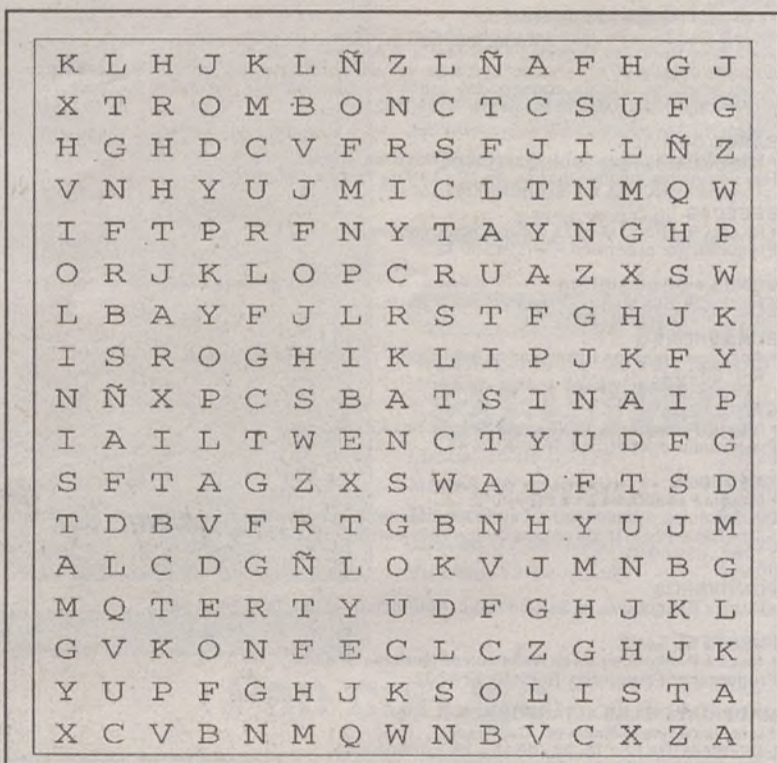 K L H J K L Ñ Z L Ñ A F H G J
X T R O M B O N C T C S U F G
H G H D C V F R S F J I L Ñ Z
V N H Y U J M I C L T N M Q W
I F T P R F N Y T A Y N G H P
O R J K L O P C R U A Z X S W
L B A Y F J L R S T F G H J K
I S R O G H I K L I P J K F Y
N Ñ X P C S B A T S I N A I P
I A I L T W E N C T Y U D F G
S F T A G Z X S W A D F T S D
T D B V F R T G B N H Y U J M
A L C D G Ñ L O K V J M N B G
M Q T E R T Y U D F G H J K L
G V K O N F E C L C Z G H J K
Y U P F G H J K S O L I S T A
X C V B N M Q W N B V C X Z A